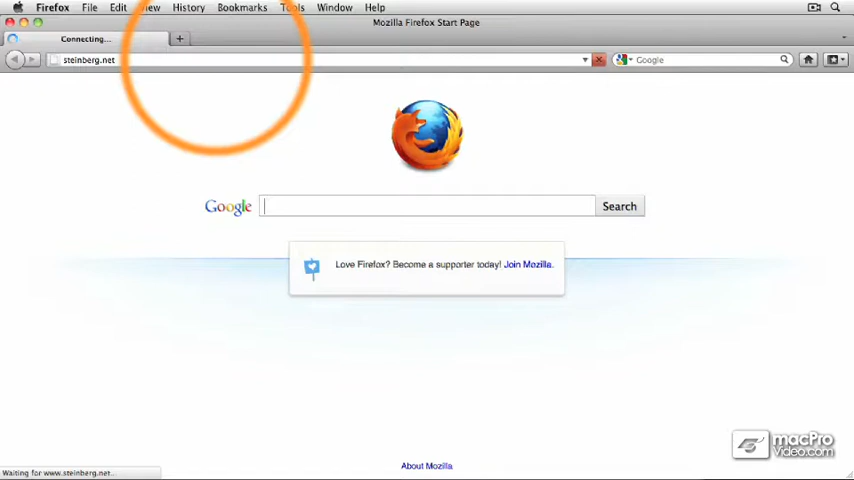 Firefox File Edit View History Bookmarks Tools Window Help
Mozilla Firefox Start Page
Connecting... +
steinberg.net
Google
Google
Search
Love Firefox? Become a supporter today! Join Mozilla.
About Mozilla
macPro
Video.com
Waiting for www.steinberg.net...